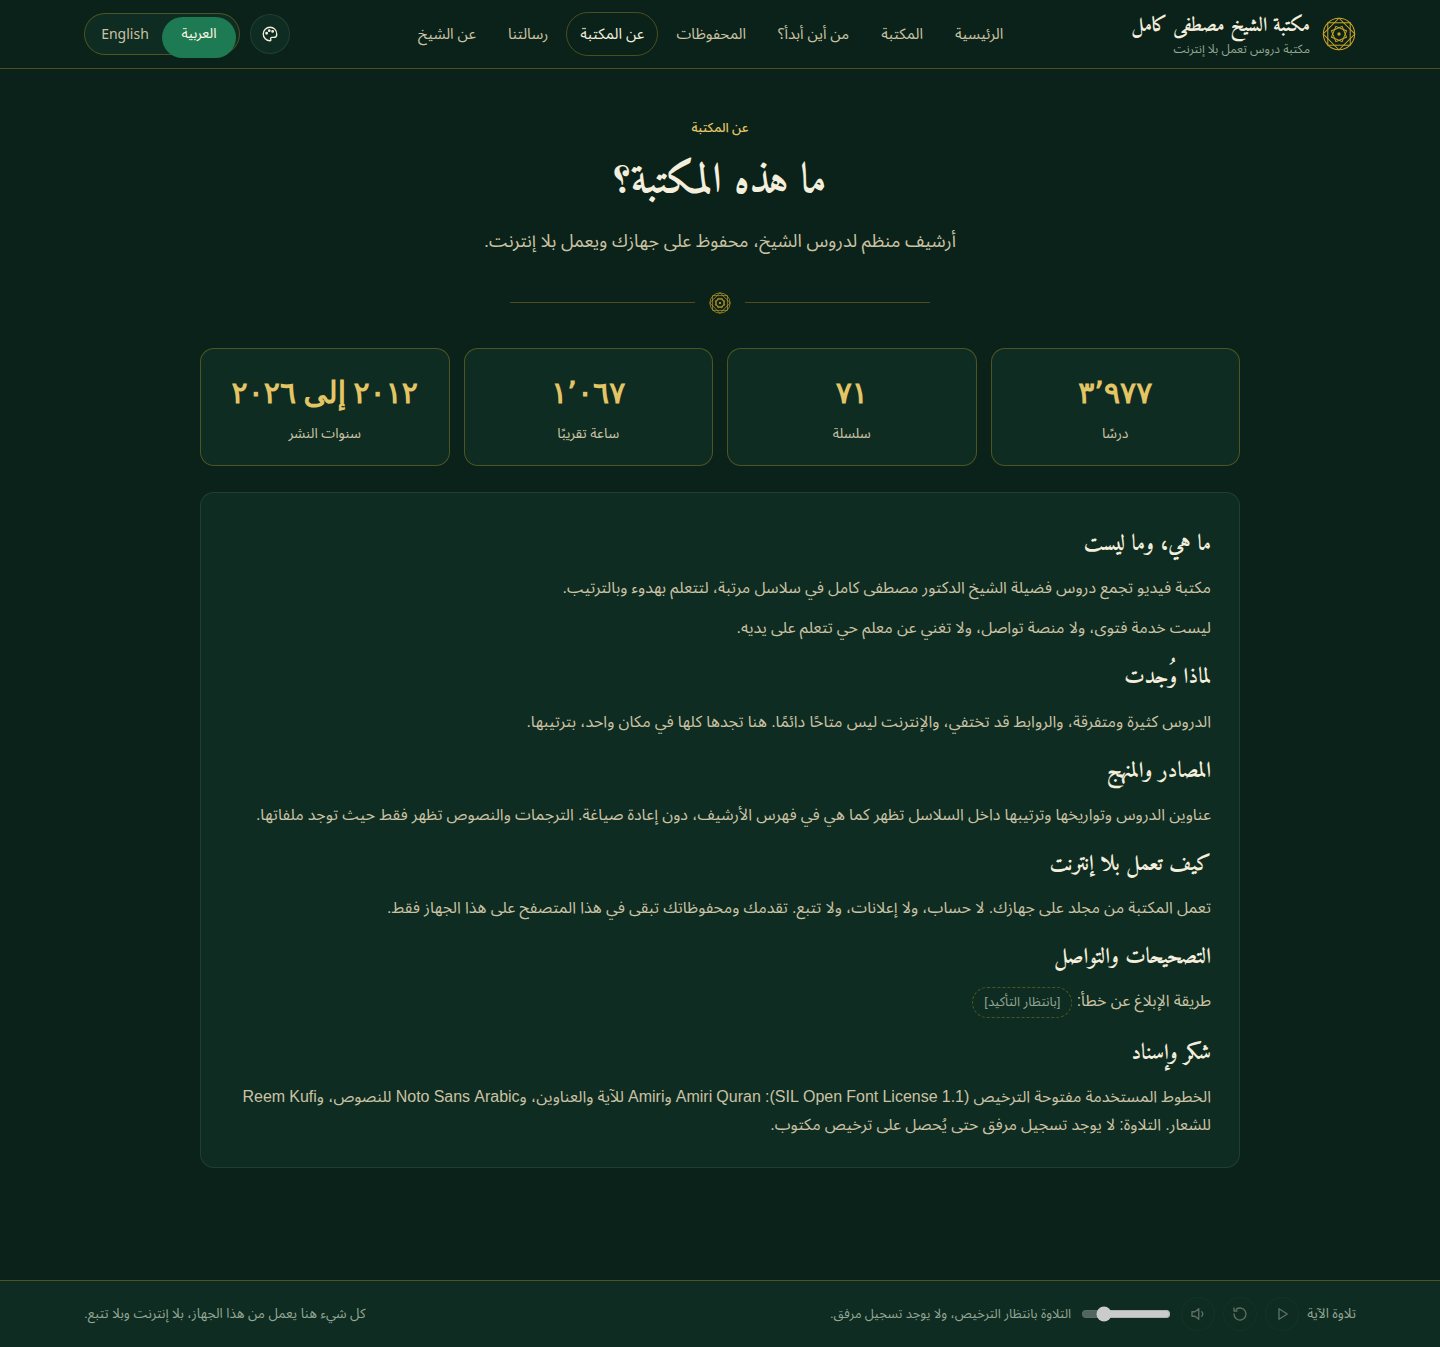 مكتبة الشيخ مصطفى كامل
مكتبة دروس تعمل بلا إنترنت
الرئيسية
المكتبة
من أين أبدأ؟
المحفوظات
عن المكتبة
رسالتنا
عن الشيخ
العربية
English
عن المكتبة
ما هذه المكتبة؟
أرشيف منظم لدروس الشيخ، محفوظ على جهازك ويعمل بلا إنترنت.
٣٬٩٧٧
درسًا
٧١
سلسلة
١٬٠٦٧
ساعة تقريبًا
٢٠١٢ إلى ٢٠٢٦
سنوات النشر
ما هي، وما ليست
مكتبة فيديو تجمع دروس فضيلة الشيخ الدكتور مصطفى كامل في سلاسل مرتبة، لتتعلم بهدوء وبالترتيب.
ليست خدمة فتوى، ولا منصة تواصل، ولا تغني عن معلم حي تتعلم على يديه.
لماذا وُجدت
الدروس كثيرة ومتفرقة، والروابط قد تختفي، والإنترنت ليس متاحًا دائمًا. هنا تجدها كلها في مكان واحد، بترتيبها.
المصادر والمنهج
عناوين الدروس وتواريخها وترتيبها داخل السلاسل تظهر كما هي في فهرس الأرشيف، دون إعادة صياغة. الترجمات والنصوص تظهر فقط حيث توجد ملفاتها.
كيف تعمل بلا إنترنت
تعمل المكتبة من مجلد على جهازك. لا حساب، ولا إعلانات، ولا تتبع. تقدمك ومحفوظاتك تبقى في هذا المتصفح على هذا الجهاز فقط.
التصحيحات والتواصل
طريقة الإبلاغ عن خطأ: [بانتظار التأكيد]
شكر وإسناد
الخطوط المستخدمة مفتوحة الترخيص (SIL Open Font License 1.1): Amiri Quran وAmiri للآية والعناوين، وNoto Sans Arabic للنصوص، وReem Kufi
للشعار. التلاوة: لا يوجد تسجيل مرفق حتى يُحصل على ترخيص مكتوب.
تلاوة الآية
التلاوة بانتظار الترخيص، ولا يوجد تسجيل مرفق.
كل شيء هنا يعمل من هذا الجهاز، بلا إنترنت وبلا تتبع.